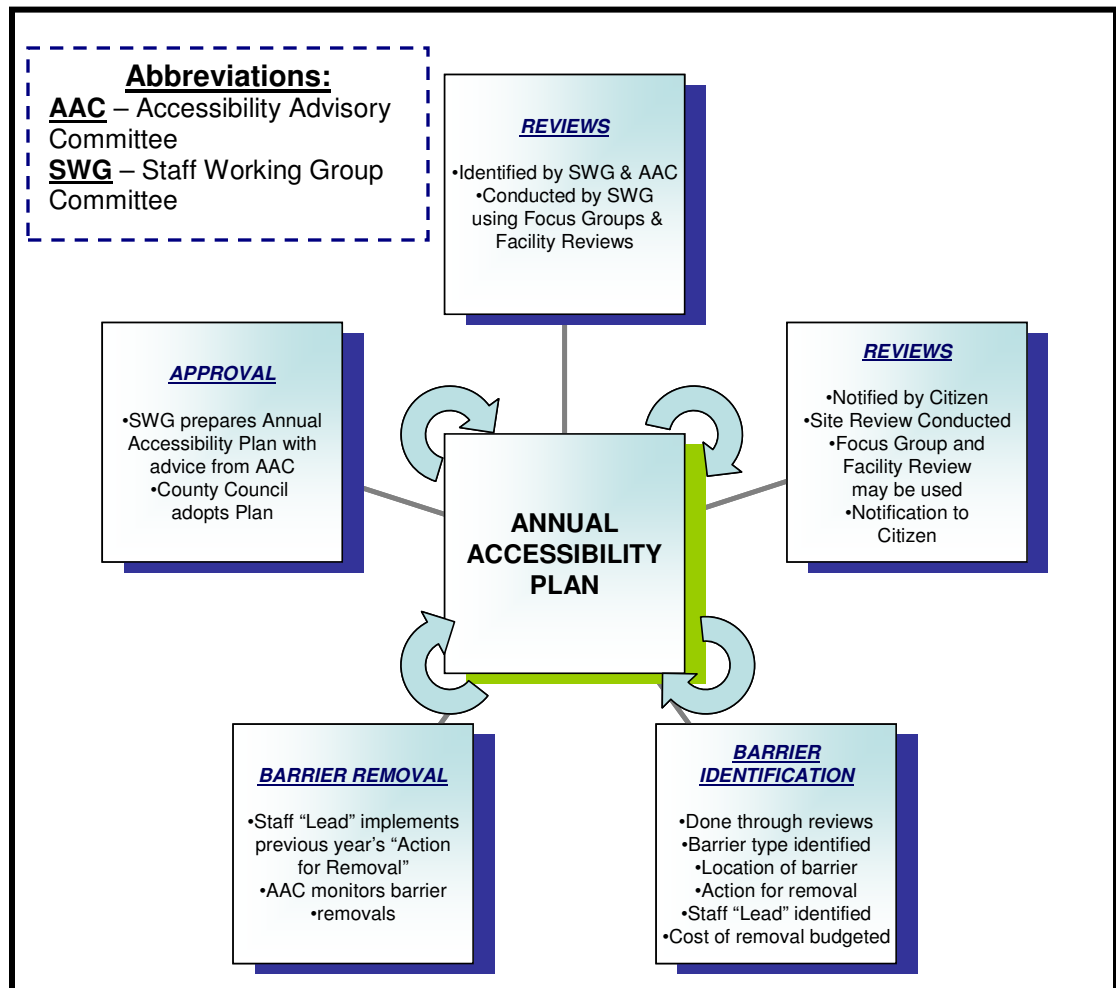 Abbreviations:
AAC – Accessibility Advisory
Committee
SWG – Staff Working Group
Committee
REVIEWS
•Identified by SWG & AAC
•Conducted by SWG
using Focus Groups &
Facility Reviews
REVIEWS
•Notified by Citizen
•Site Review Conducted
•Focus Group and
Facility Review
may be used
•Notification to
Citizen
APPROVAL
•SWG prepares Annual
Accessibility Plan with
advice from AAC
•County Council
adopts Plan
ANNUAL
ACCESSIBILITY
PLAN
BARRIER REMOVAL
•Staff “Lead” implements
previous year’s “Action
for Removal”
•AAC monitors barrier
•removals
BARRIER
IDENTIFICATION
•Done through reviews
•Barrier type identified
•Location of barrier
•Action for removal
•Staff “Lead” identified
•Cost of removal budgeted